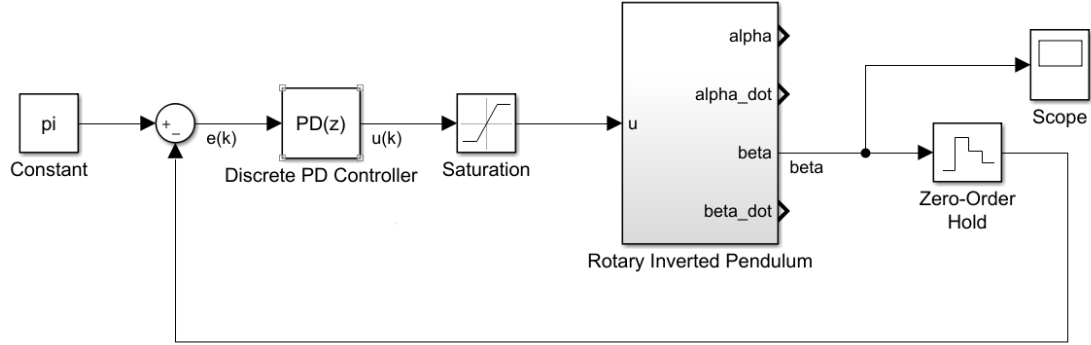 pi
Constant
+
_
e(k)
PD(z)
Discrete PD Controller
u(k)
Saturation
u
alpha
alpha_dot
beta
beta_dot
Rotary Inverted Pendulum
beta
Scope
Zero-Order
Hold